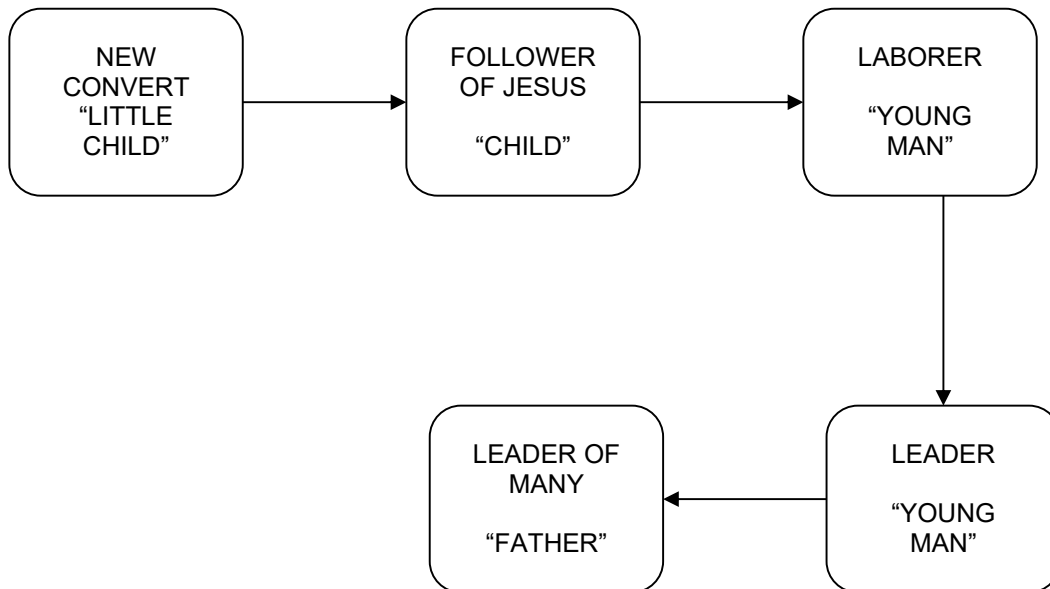 NEW
CONVERT
“LITTLE
CHILD”
FOLLOWER
OF JESUS
“CHILD”
LABORER
“YOUNG
MAN”
LEADER OF
MANY
“FATHER”
LEADER
“YOUNG
MAN”